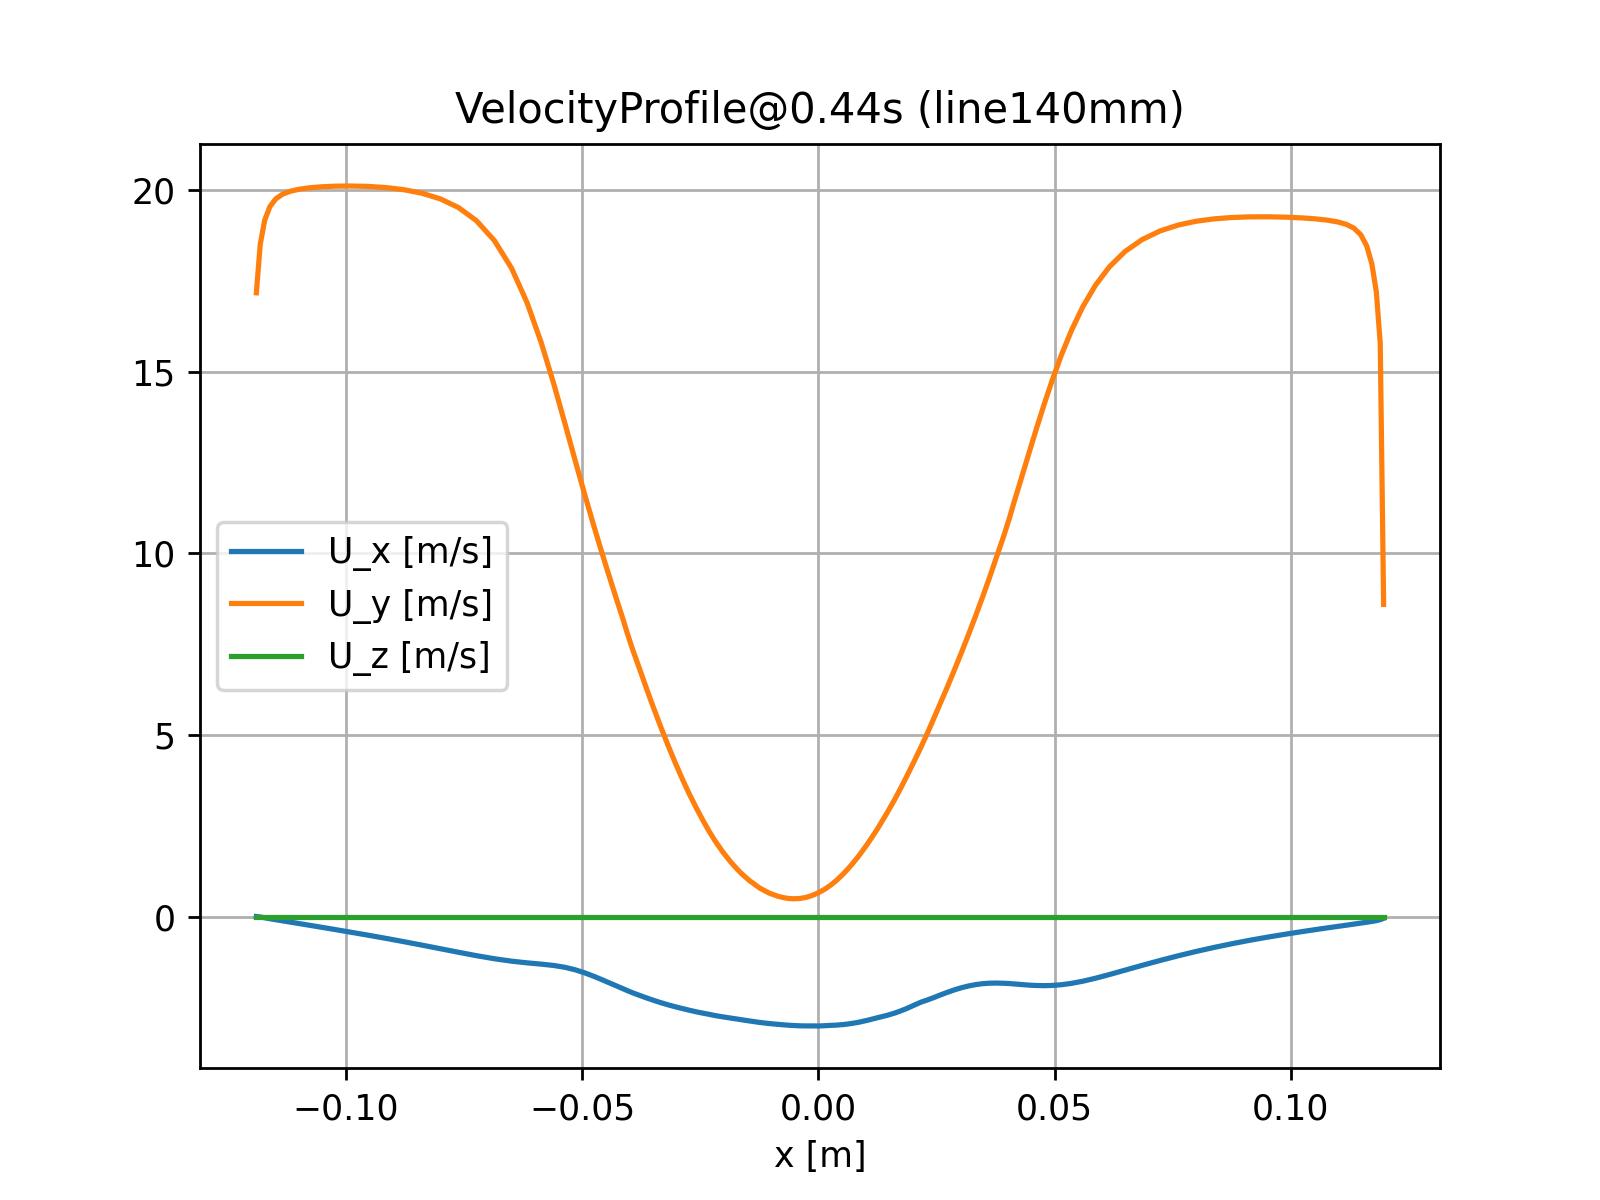 VelocityProfile@0.44s (line140mm)
20
15
10
5
0
U_x [m/s]
U_y [m/s]
U_z [m/s]
−0.10 −0.05 0.00 0.05 0.10
x [m]